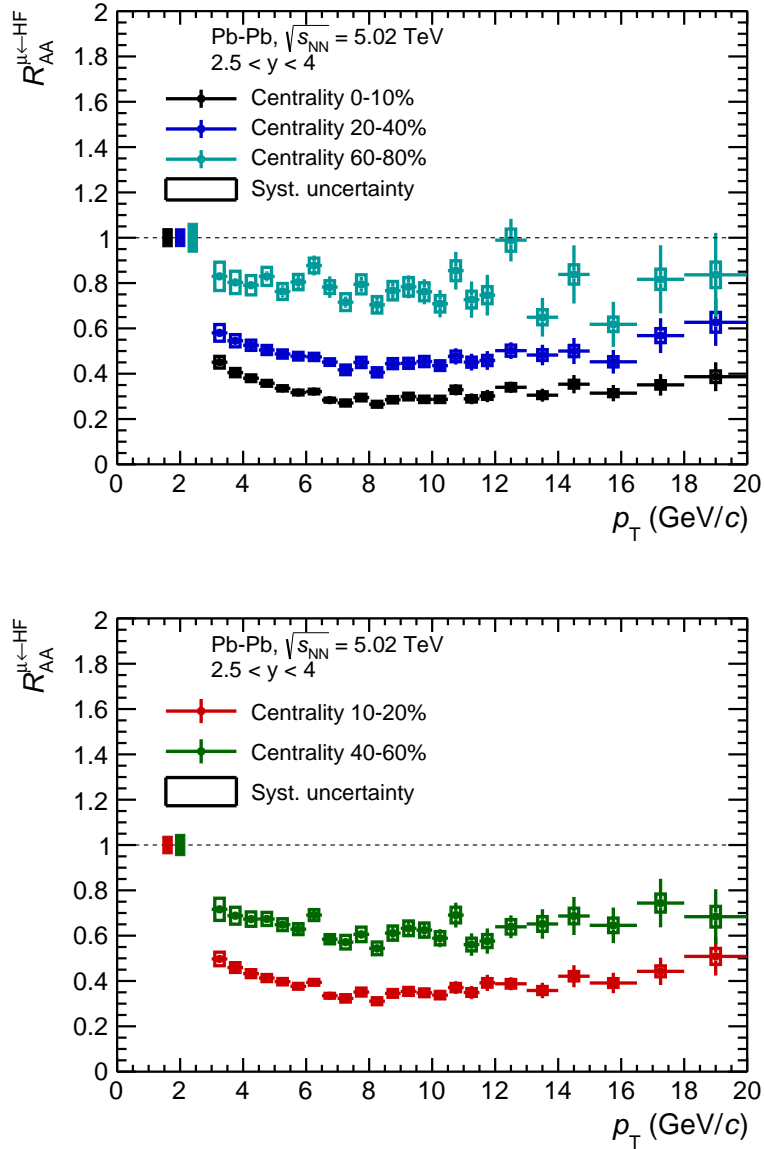 R_AA^μ←HF
2
1.8
1.6
1.4
1.2
1
0.8
0.6
0.4
0.2
0
Pb-Pb, √s_NN = 5.02 TeV
2.5 < y < 4
Centrality 0-10%
Centrality 20-40%
Centrality 60-80%
Syst. uncertainty
0 2 4 6 8 10 12 14 16 18 20
p_T (GeV/c)
R_AA^μ←HF
2
1.8
1.6
1.4
1.2
1
0.8
0.6
0.4
0.2
0
Pb-Pb, √s_NN = 5.02 TeV
2.5 < y < 4
Centrality 10-20%
Centrality 40-60%
Syst. uncertainty
0 2 4 6 8 10 12 14 16 18 20
p_T (GeV/c)